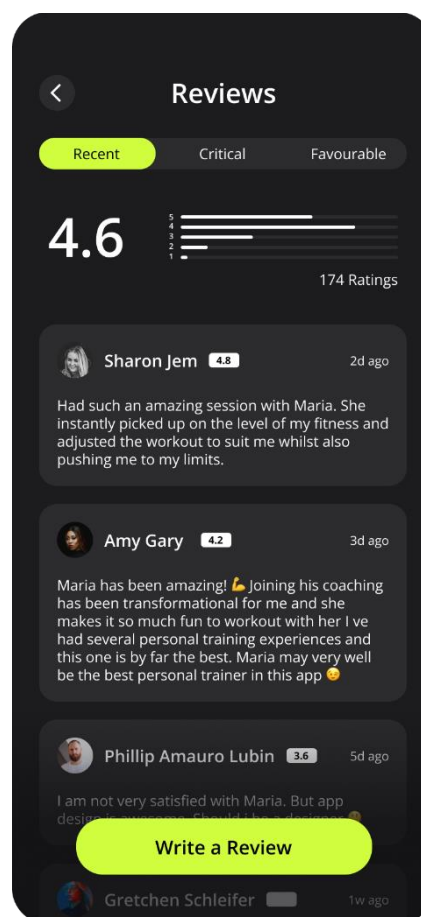 Reviews
Recent Critical Favourable
4.6
5
4
3
2
1
174 Ratings
Sharon Jem 4.8 2d ago
Had such an amazing session with Maria. She
instantly picked up on the level of my fitness and
adjusted the workout to suit me whilst also
pushing me to my limits.
Amy Gary 4.2 3d ago
Maria has been amazing! 💪 Joining his coaching
has been transformational for me and she
makes it so much fun to workout with her I ve
had several personal training experiences and
this one is by far the best. Maria may very well
be the best personal trainer in this app 😉
Phillip Amauro Lubin 3.6 5d ago
I am not very satisfied with Maria. But app
design is awesome. Should i be a designer
Write a Review
Gretchen Schleifer 1w ago